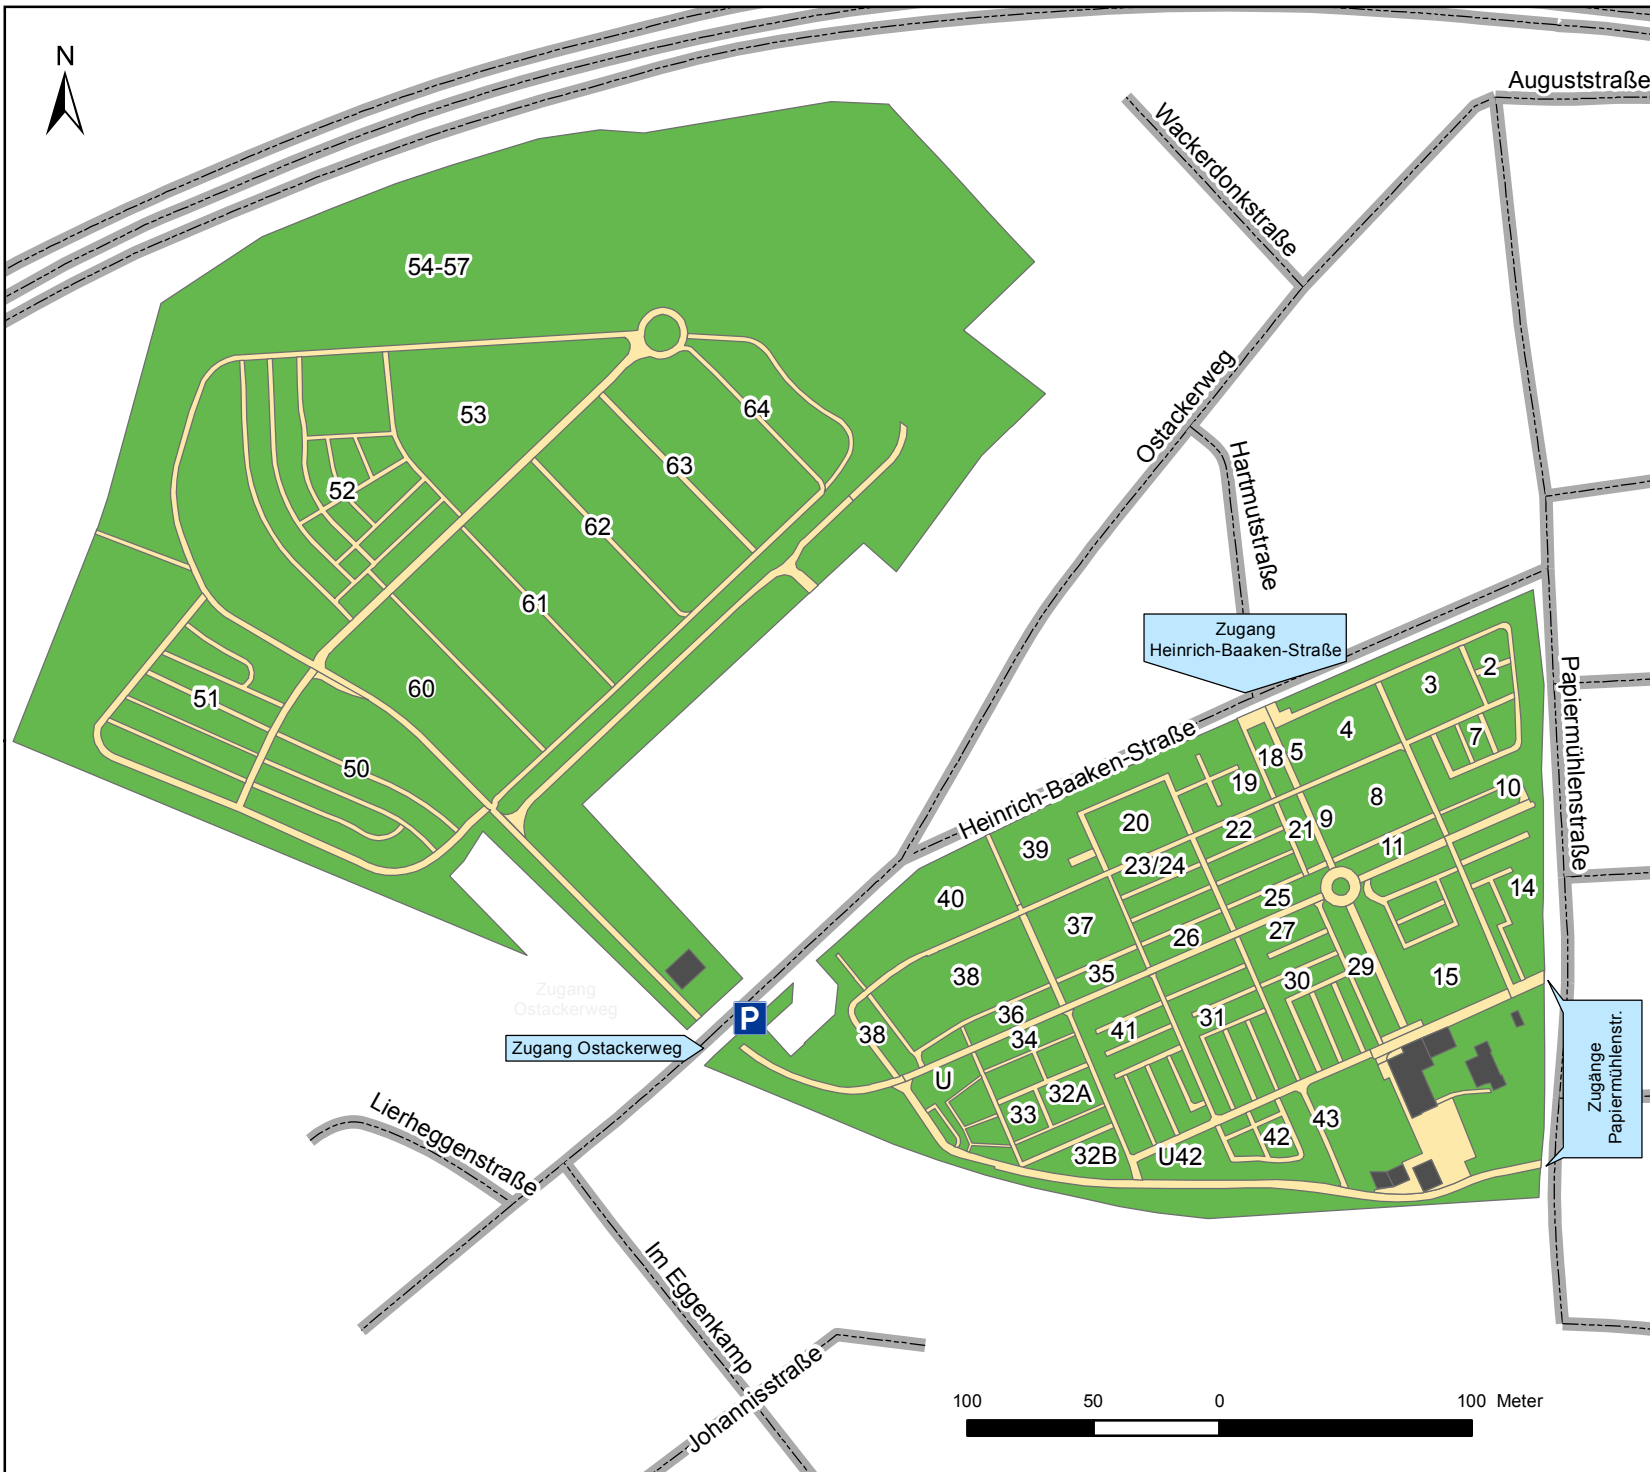 N
Auguststraße
Wackerdonkstraße
54-57
Ostackerweg
53
64
63
Hartmutstraße
52
62
61
Zugang
Heinrich-Baaken-Straße
Papiermühlenstraße
2
3
60
51
4
7
Heinrich-Baaken-Straße
18
5
50
19
10
8
20
22
21
9
39
11
23/24
14
40
25
37
27
26
38
35
30
29
15
Zugang
Ostackerweg
36
31
P
38
34
41
Zugang Ostackerweg
Zugänge
Papiermühlenstr.
U
32A
33
43
42
Lierheggenstraße
32B
U42
Im Eggenkamp
Johannisstraße
100 50 0 100 Meter